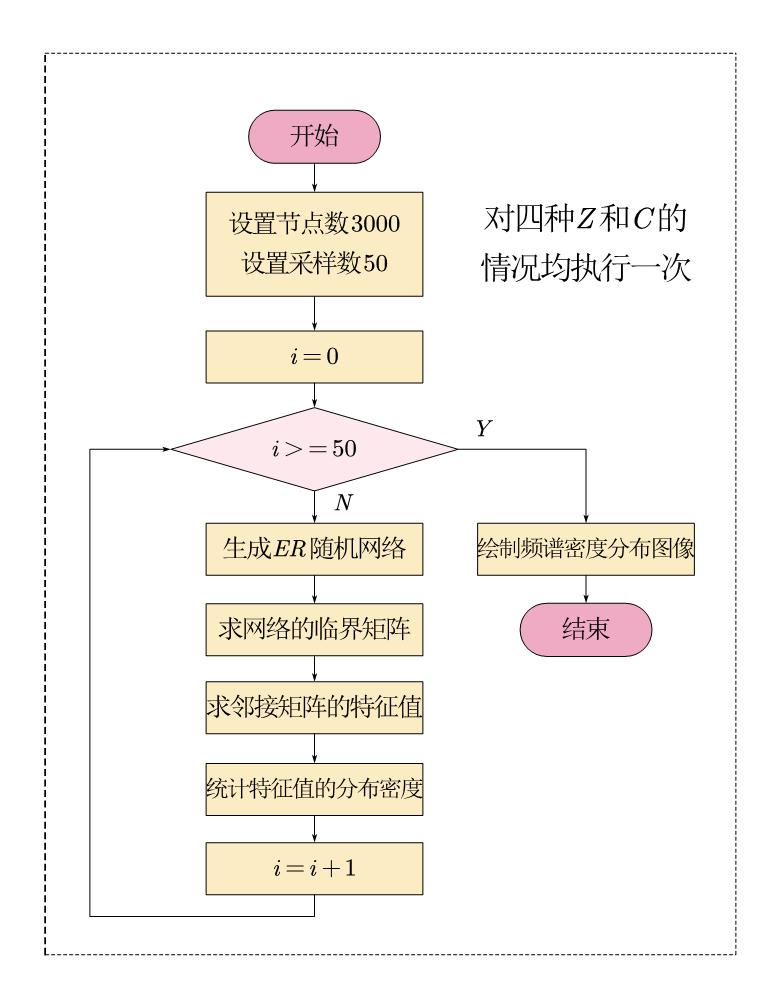 开始
设置节点数3000
设置采样数50
对四种Z和C的
情况均执行一次
i=0
i>=50
Y
N
生成ER随机网络
绘制频谱密度分布图像
求网络的临界矩阵
结束
求邻接矩阵的特征值
统计特征值的分布密度
i=i+1